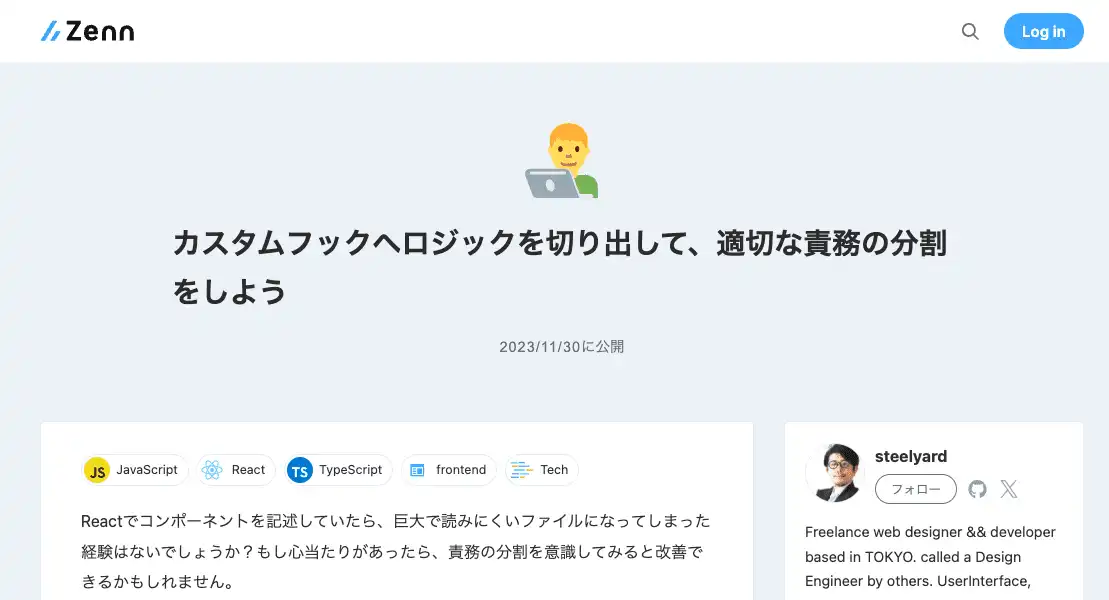 Zenn
Log in
カスタムフックへロジックを切り出して、適切な責務の分割
をしよう
2023/11/30に公開
JS JavaScript
React
TS TypeScript
frontend
Tech
Reactでコンポーネントを記述していたら、巨大で読みにくいファイルになってしまった
経験はないでしょうか？もし心当たりがあったら、責務の分割を意識してみると改善で
きるかもしれません。
steelyard
フォロー
Freelance web designer && developer
based in TOKYO. called a Design
Engineer by others. UserInterface,